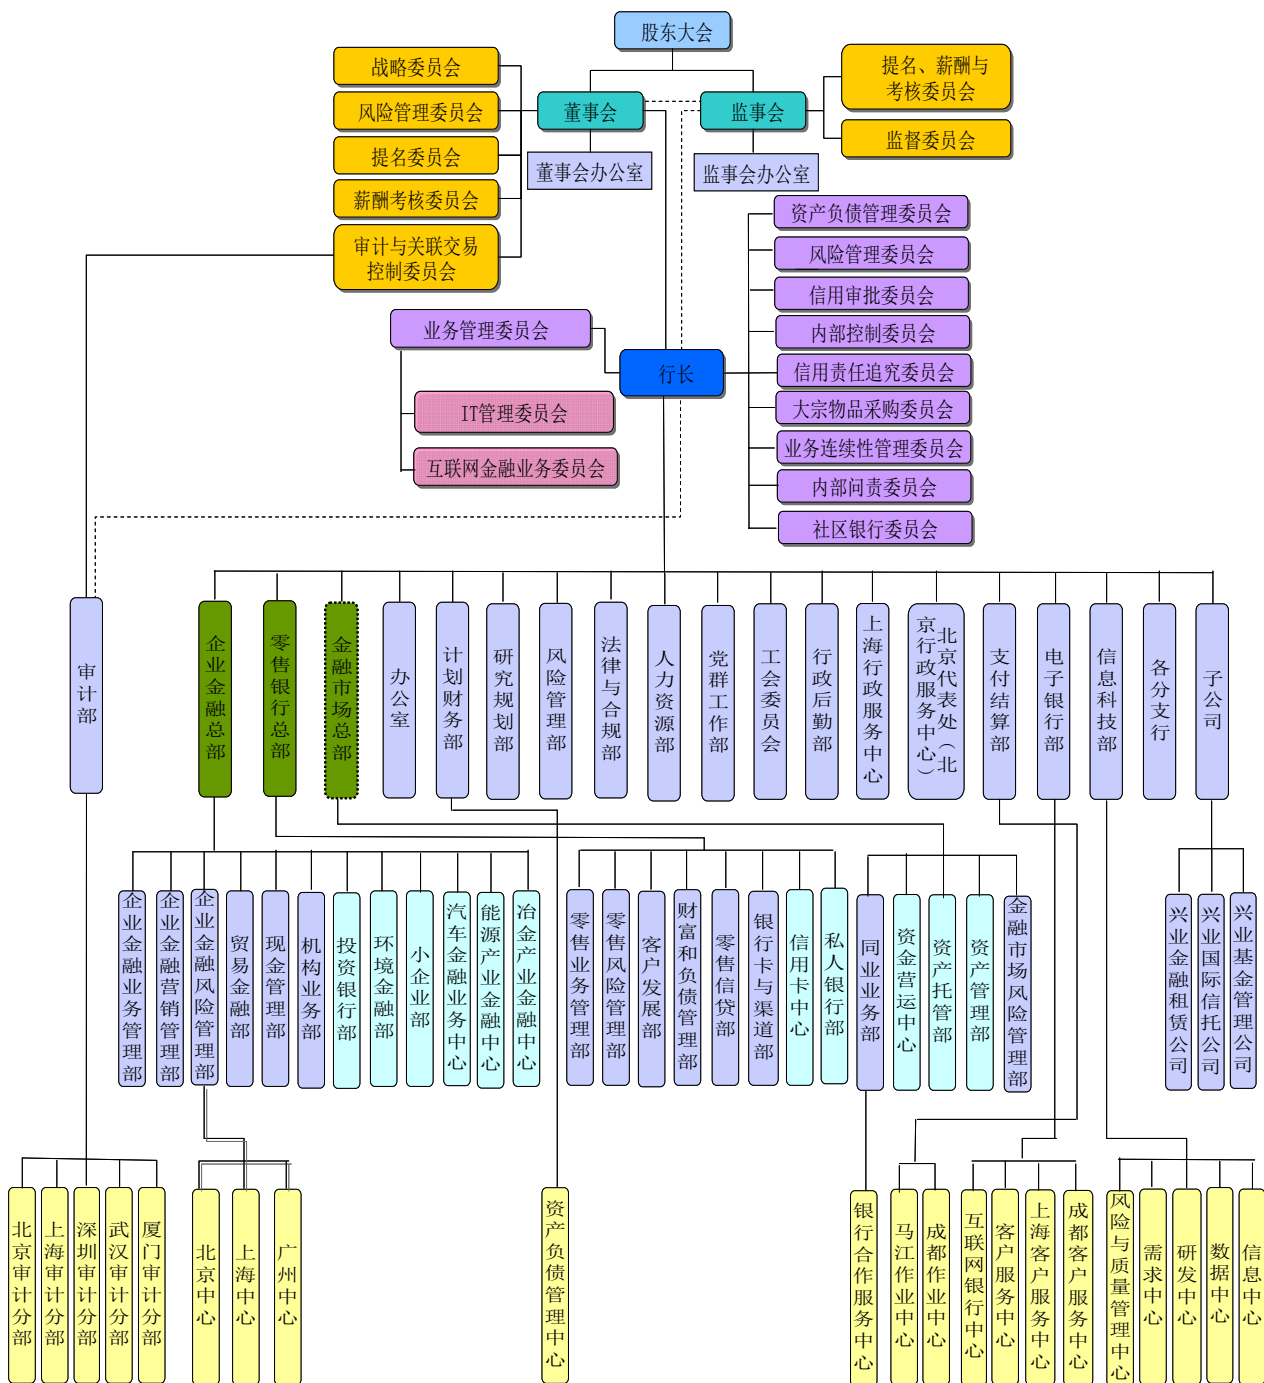 股东大会
战略委员会
风险管理委员会
提名委员会
薪酬考核委员会
审计与关联交易
控制委员会
董事会
监事会
董事会办公室
监事会办公室
提名、薪酬与
考核委员会
监督委员会
资产负债管理委员会
风险管理委员会
信用审批委员会
内部控制委员会
信用责任追究委员会
大宗物品采购委员会
业务连续性管理委员会
内部问责委员会
社区银行委员会
业务管理委员会
行长
IT管理委员会
互联网金融业务委员会
审计部
企业金融总部
零售银行总部
金融市场总部
办公室
计划财务部
研究规划部
风险管理部
法律与合规部
人力资源部
党群工作部
工会委员会
行政后勤部
上海行政服务中心
北京代表处（北
京行政服务中心）
支付结算部
电子银行部
信息科技部
各分支行
子公司
企业金融业务管理部
企业金融营销管理部
企业金融风险管理部
贸易金融部
现金管理部
机构业务部
投资银行部
环境金融部
小企业部
汽车金融业务中心
能源产业金融中心
冶金产业金融中心
零售业务管理部
零售风险管理部
客户发展部
财富和负债管理部
零售信贷部
银行卡与渠道部
信用卡中心
私人银行部
同业业务部
资金营运中心
资产托管部
资产管理部
金融市场风险管理部
兴业金融租赁公司
兴业国际信托公司
兴业基金管理公司
北京审计分部
上海审计分部
深圳审计分部
武汉审计分部
厦门审计分部
北京中心
上海中心
广州中心
资产负债管理中心
银行合作服务中心
马江作业中心
成都作业中心
互联网银行中心
客户服务中心
上海客户服务中心
成都客户服务中心
风险与质量管理中心
需求中心
研发中心
数据中心
信息中心